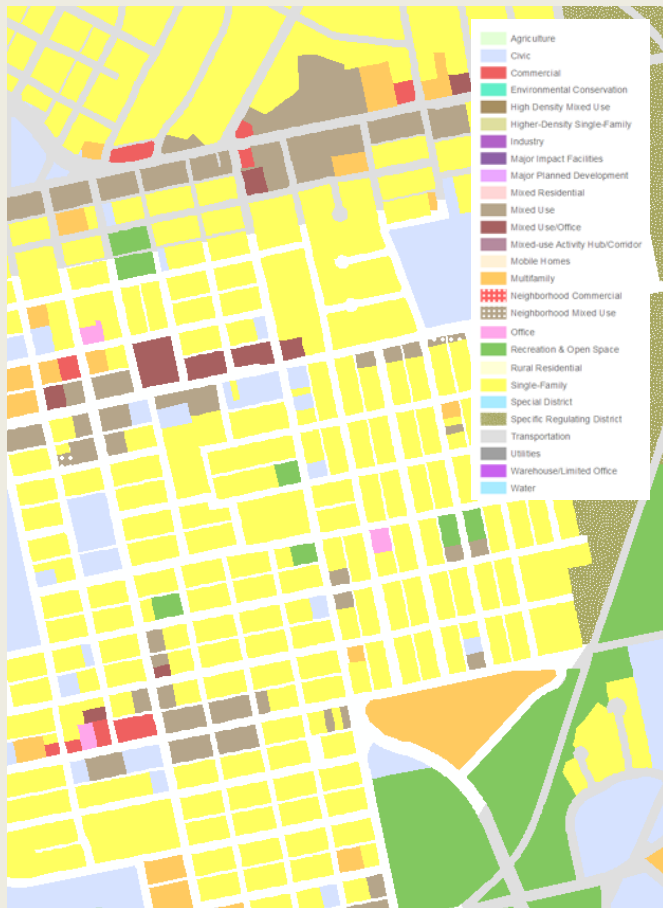 Agriculture
Civic
Commercial
Environmental Conservation
High Density Mixed Use
Higher-Density Single-Family
Industry
Major Impact Facilities
Major Planned Development
Mixed Residential
Mixed Use
Mixed Use/Office
Mixed-use Activity Hub/Corridor
Mobile Homes
Multifamily
Neighborhood Commercial
Neighborhood Mixed Use
Office
Recreation & Open Space
Rural Residential
Single-Family
Special District
Specific Regulating District
Transportation
Utilities
Warehouse/Limited Office
Water